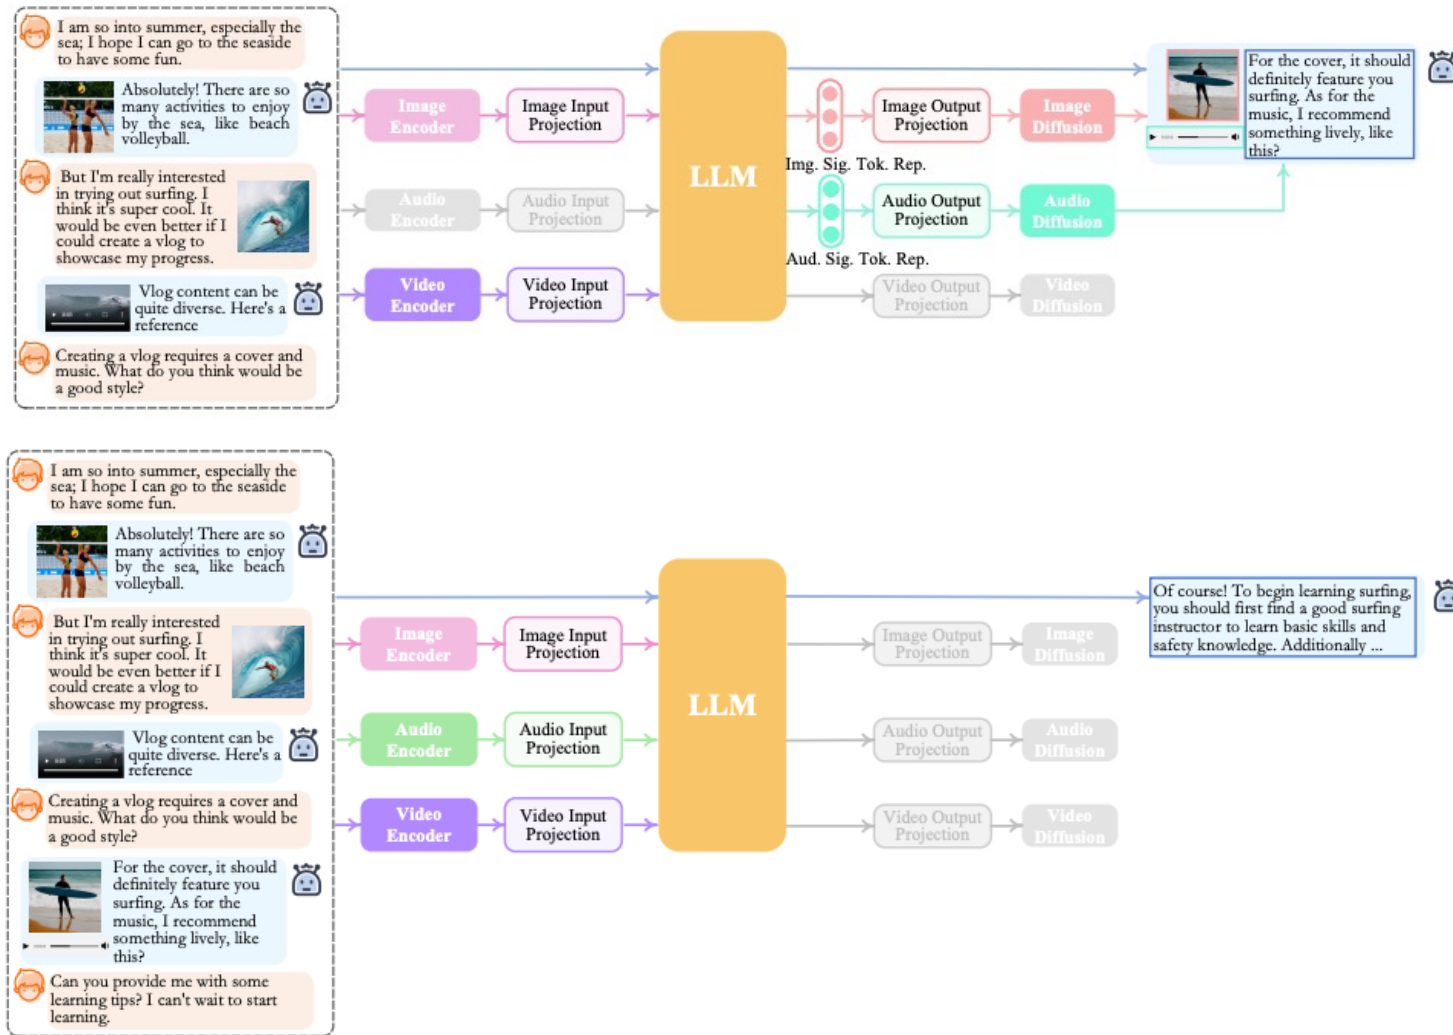 I am so into summer, especially the
sea; I hope I can go to the seaside
to have some fun.
Absolutely! There are so
many activities to enjoy
by the sea, like beach
volleyball.
But I'm really interested
in trying out surfing. I
think it's super cool. It
would be even better if I
could create a vlog to
showcase my progress.
Vlog content can be
quite diverse. Here's a
reference
Creating a vlog requires a cover and
music. What do you think would be
a good style?
Image
Encoder
Image Input
Projection
Audio
Encoder
Audio Input
Projection
Video
Encoder
Video Input
Projection
LLM
Img. Sig. Tok. Rep.
Image Output
Projection
Image
Diffusion
Aud. Sig. Tok. Rep.
Audio Output
Projection
Audio
Diffusion
Video Output
Projection
Video
Diffusion
For the cover, it should
definitely feature you
surfing. As for the
music, I recommend
something lively, like
this?
I am so into summer, especially the
sea; I hope I can go to the seaside
to have some fun.
Absolutely! There are so
many activities to enjoy
by the sea, like beach
volleyball.
But I'm really interested
in trying out surfing. I
think it's super cool. It
would be even better if I
could create a vlog to
showcase my progress.
Vlog content can be
quite diverse. Here's a
reference
Creating a vlog requires a cover and
music. What do you think would be
a good style?
For the cover, it should
definitely feature you
surfing. As for the
music, I recommend
something lively, like
this?
Can you provide me with some
learning tips? I can't wait to start
learning.
Image
Encoder
Image Input
Projection
Audio
Encoder
Audio Input
Projection
Video
Encoder
Video Input
Projection
LLM
Image Output
Projection
Image
Diffusion
Audio Output
Projection
Audio
Diffusion
Video Output
Projection
Video
Diffusion
Of course! To begin learning surfing,
you should first find a good surfing
instructor to learn basic skills and
safety knowledge. Additionally ...